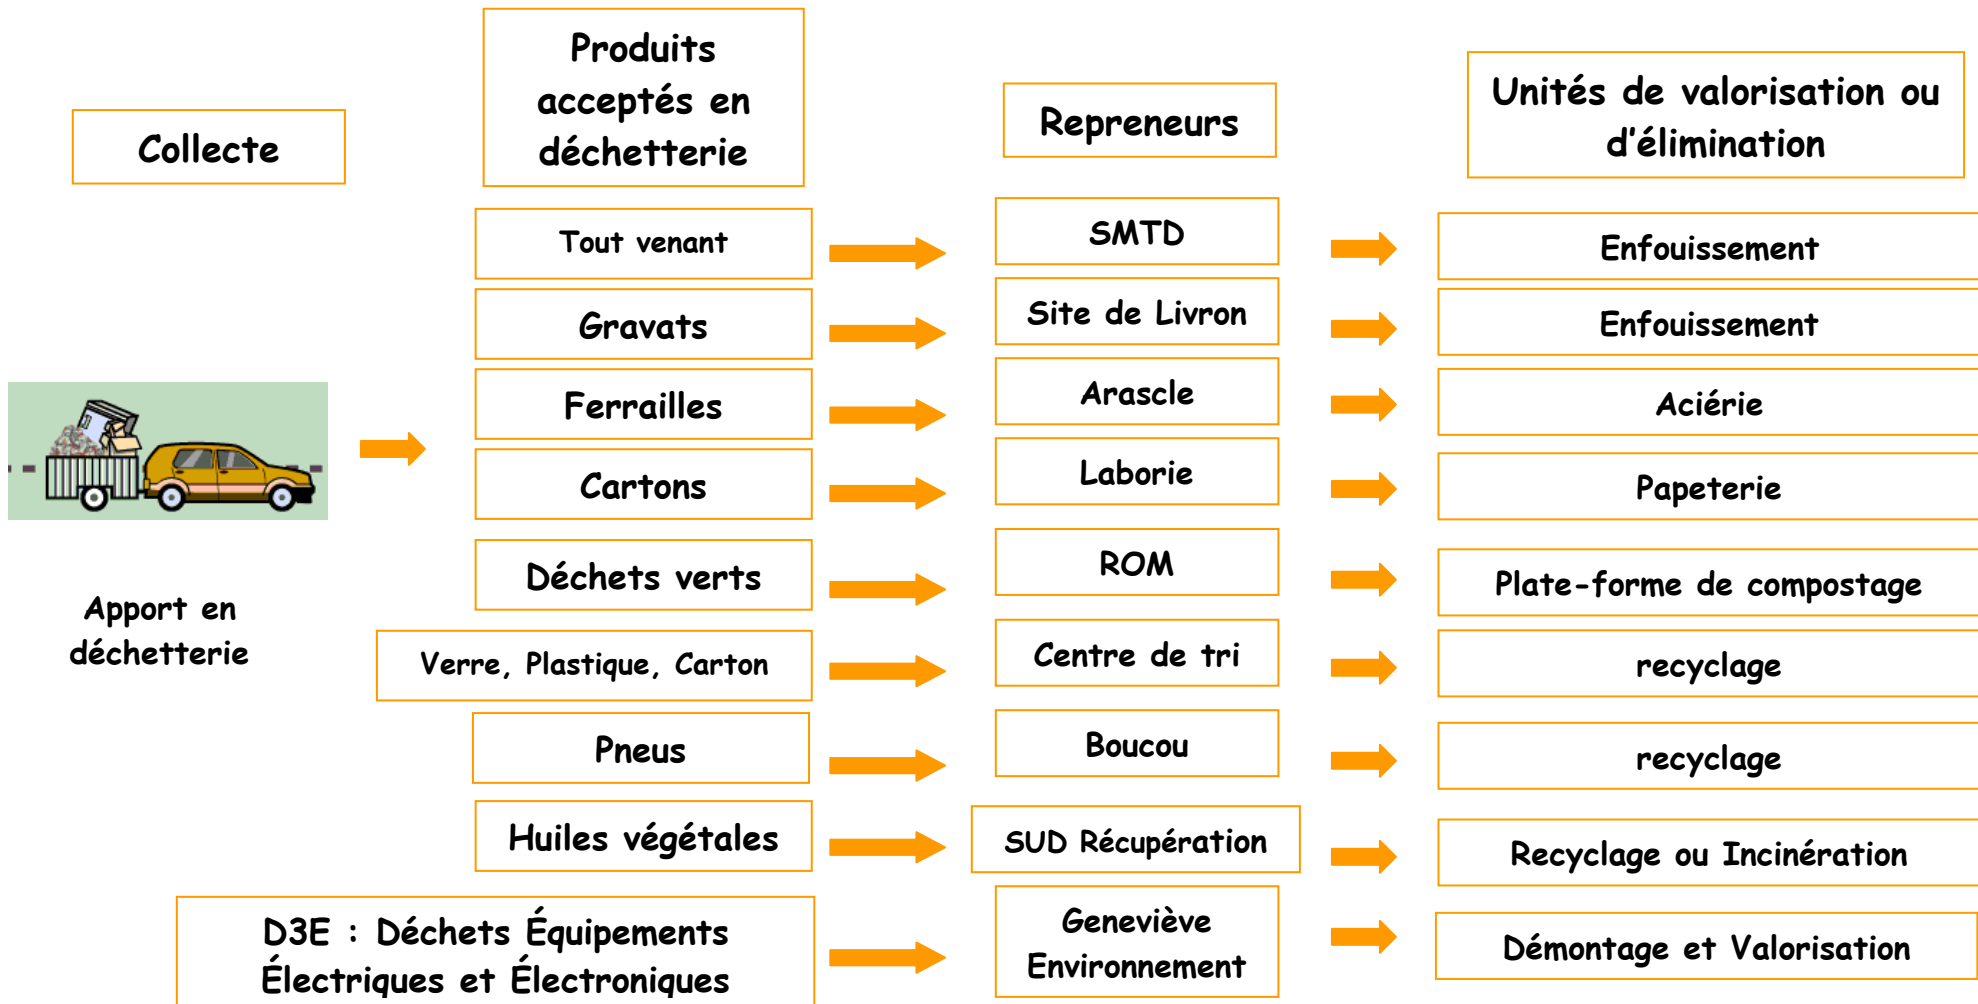 Collecte
Produits
acceptés en
déchetterie
Repreneurs
Unités de valorisation ou
d'élimination
Tout venant
SMTD
Enfouissement
Gravats
Site de Livron
Enfouissement
Ferrailles
Arascle
Aciérie
Cartons
Laborie
Papeterie
Déchets verts
ROM
Plate-forme de compostage
Apport en
déchetterie
Verre, Plastique, Carton
Centre de tri
recyclage
Pneus
Boucou
recyclage
Huiles végétales
SUD Récupération
Recyclage ou Incinération
D3E : Déchets Équipements
Électriques et Électroniques
Geneviève
Environnement
Démontage et Valorisation